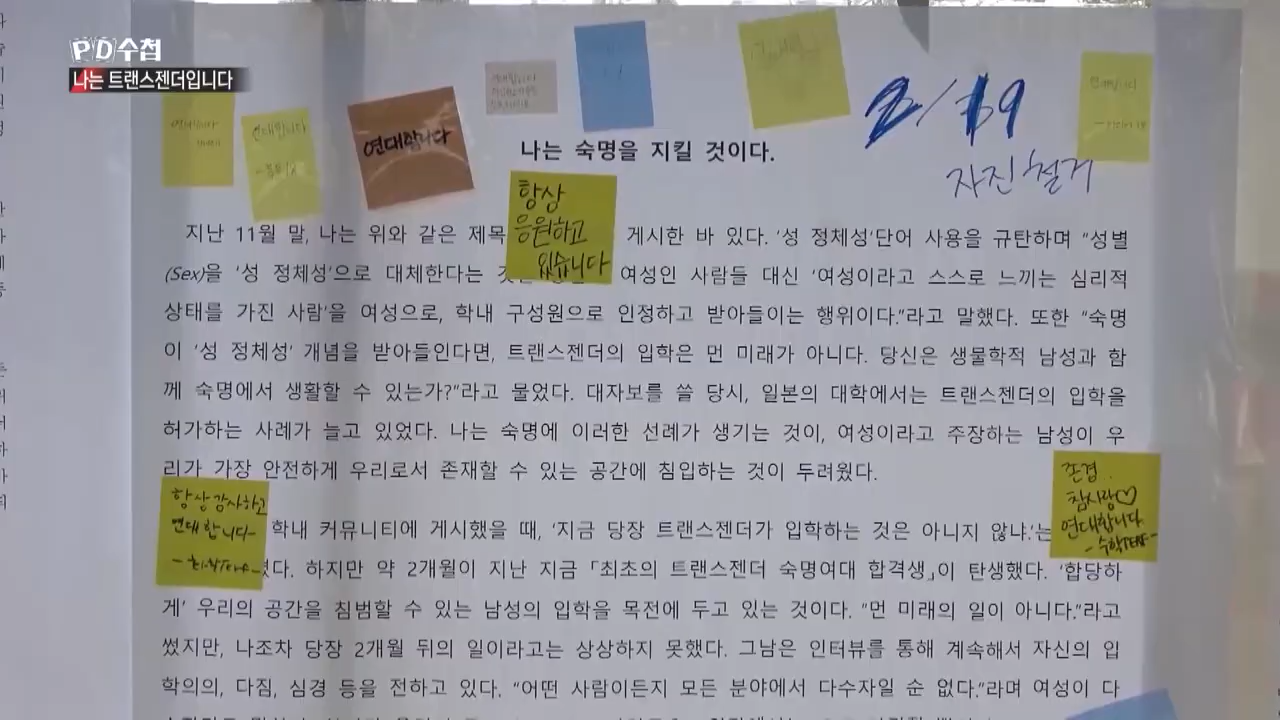 PD수첩
나는 트랜스젠더입니다
연대합니다
연대합니다
연대합니다
2/19
자진철거
나는 숙명을 지킬 것이다.
항상
응원하고
있습니다
지난 11월 말, 나는 위와 같은 제목 게시한 바 있다. '성 정체성'단어 사용을 규탄하며 "성별
(Sex)을 '성 정체성'으로 대체한다는 여성인 사람들 대신 '여성이라고 스스로 느끼는 심리적
상태를 가진 사람'을 여성으로, 학내 구성원으로 인정하고 받아들이는 행위이다."라고 말했다. 또한 "숙명
이 '성 정체성' 개념을 받아들인다면, 트랜스젠더의 입학은 먼 미래가 아니다. 당신은 생물학적 남성과 함
께 숙명에서 생활할 수 있는가?"라고 물었다. 대자보를 쓸 당시, 일본의 대학에서는 트랜스젠더의 입학을
허가하는 사례가 늘고 있었다. 나는 숙명에 이러한 선례가 생기는 것이, 여성이라고 주장하는 남성이 우
리가 가장 안전하게 우리로서 존재할 수 있는 공간에 침입하는 것이 두려웠다.
항상 감사하고
연대합니다
존경.
참사랑♡
연대합니다
-수학TERF-
학내 커뮤니티에 게시했을 때, '지금 당장 트랜스젠더가 입학하는 것은 아니지 않냐.'는
였다. 하지만 약 2개월이 지난 지금 「최초의 트랜스젠더 숙명여대 합격생」이 탄생했다. '합당하
게' 우리의 공간을 침범할 수 있는 남성의 입학을 목전에 두고 있는 것이다. "먼 미래의 일이 아니다."라고
썼지만, 나조차 당장 2개월 뒤의 일이라고는 상상하지 못했다. 그남은 인터뷰를 통해 계속해서 자신의 입
학의의, 다짐, 심경 등을 전하고 있다. "어떤 사람이든지 모든 분야에서 다수자일 순 없다."라며 여성이 다